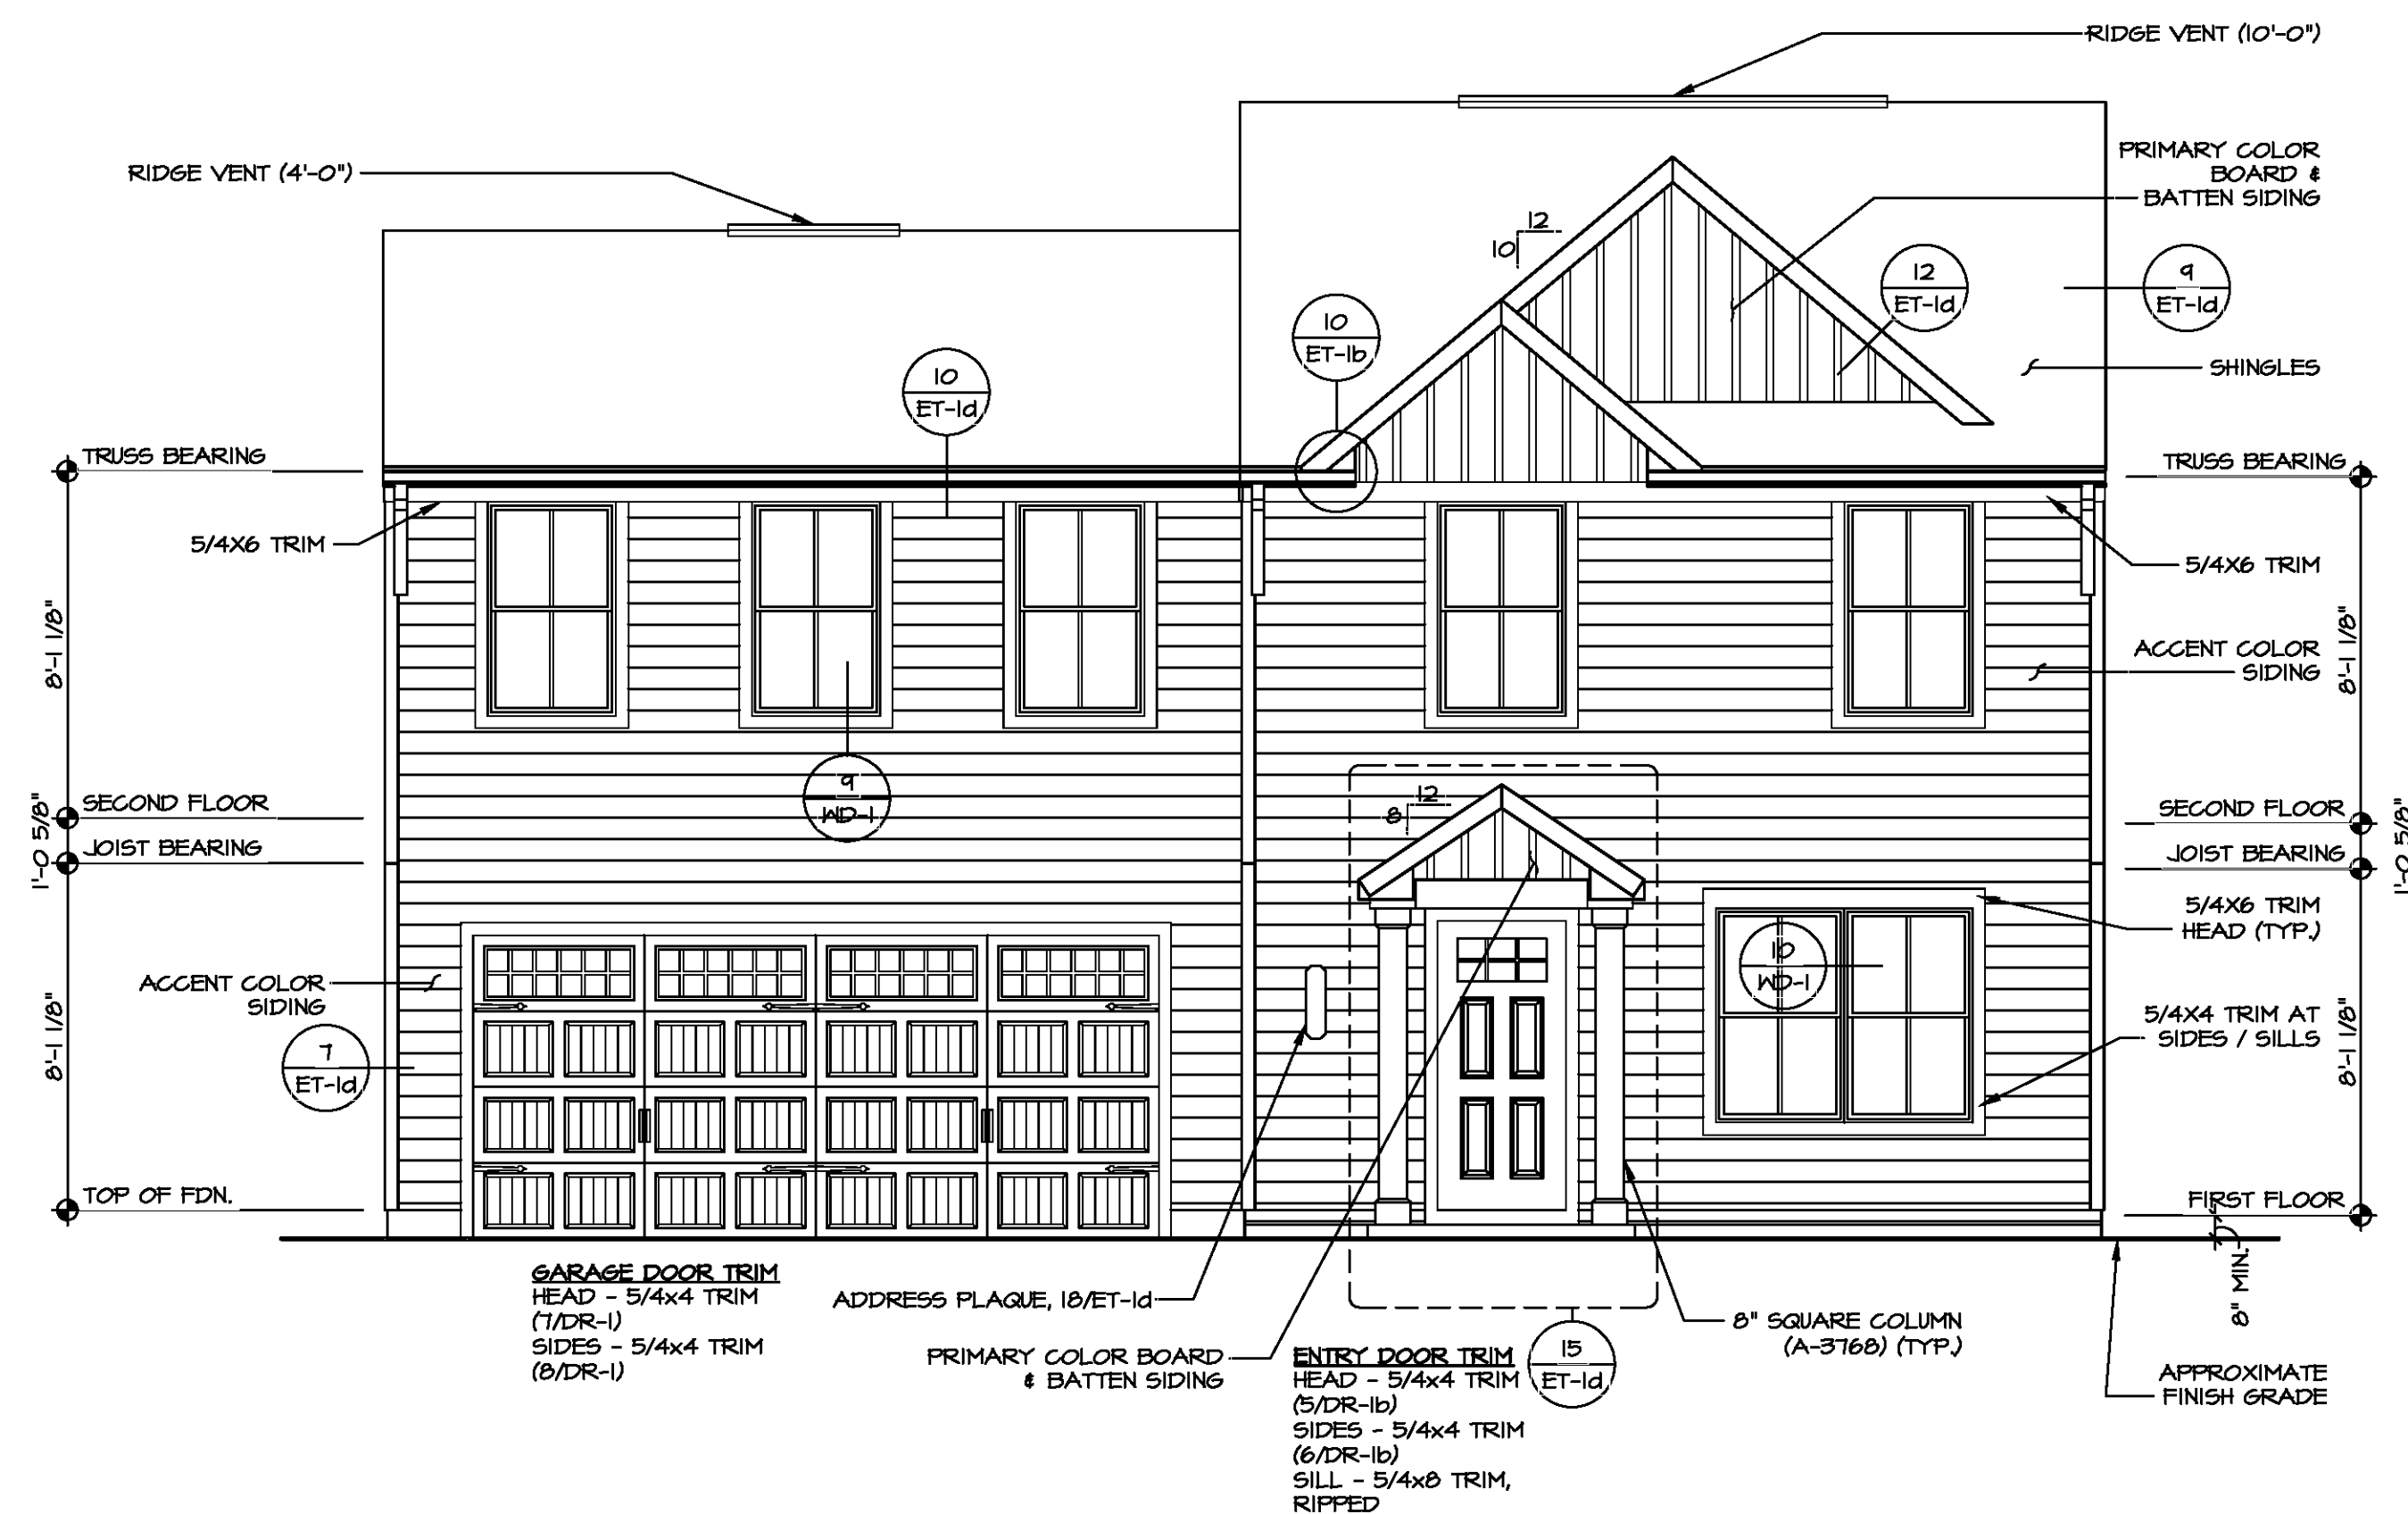 RIDGE VENT (10'-0")
RIDGE VENT (4'-0")
PRIMARY COLOR
BOARD &
BATTEN SIDING
12
10
12
ET-1d
9
ET-1d
10
ET-1b
10
ET-1d
SHINGLES
TRUSS BEARING
TRUSS BEARING
5/4X6 TRIM
5/4X6 TRIM
8'-1 1/8"
8'-1 1/8"
ACCENT COLOR
SIDING
9
WD-1
12
8
SECOND FLOOR
SECOND FLOOR
1'-0 5/8"
1'-0 5/8"
JOIST BEARING
JOIST BEARING
5/4X6 TRIM
HEAD (TYP.)
10
WD-1
ACCENT COLOR
SIDING
5/4X4 TRIM AT
SIDES / SILLS
8'-1 1/8"
8'-1 1/8"
7
ET-1d
TOP OF FDN.
FIRST FLOOR
8" MIN.
GARAGE DOOR TRIM
HEAD - 5/4x4 TRIM
(7/DR-1)
SIDES - 5/4x4 TRIM
(8/DR-1)
ADDRESS PLAQUE, 18/ET-1d
PRIMARY COLOR BOARD
& BATTEN SIDING
ENTRY DOOR TRIM
HEAD - 5/4x4 TRIM
(5/DR-1b)
SIDES - 5/4x4 TRIM
(6/DR-1b)
SILL - 5/4x8 TRIM,
RIPPED
15
ET-1d
8" SQUARE COLUMN
(A-3768) (TYP.)
APPROXIMATE
FINISH GRADE